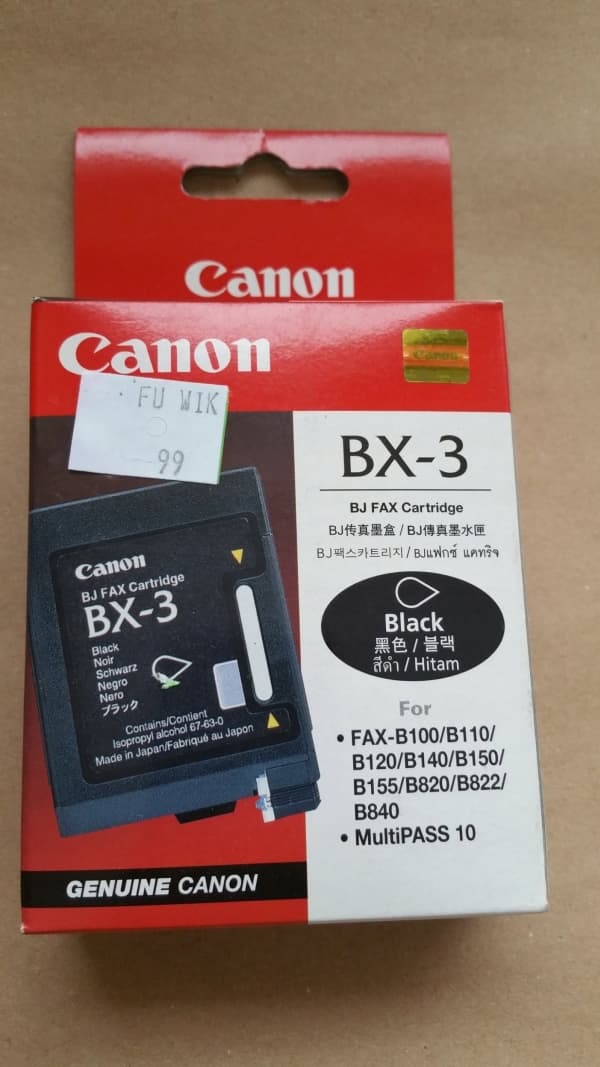 Canon
Canon
Canon
FU WIK
99
BX-3
BJ FAX Cartridge
BJ传真墨盒 / BJ傳真墨水匣
BJ팩스카트리지 / BJแฟกซ์ แคทริจ
Black
黑色 / 블랙
สีดำ / Hitam
For
• FAX-B100/B110/
B120/B140/B150/
B155/B820/B822/
B840
• MultiPASS 10
Canon
BJ FAX Cartridge
BX-3
Black
Noir
Schwarz
Negro
Nero
ブラック
Contains/Contient
Isopropyl alcohol 67-63-0
Made in Japan/Fabriqué au Japon
GENUINE CANON